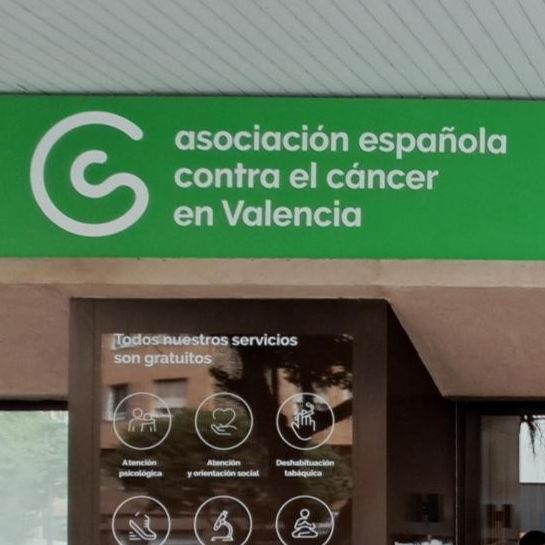 asociación española
contra el cáncer
en Valencia
Todos nuestros servicios
son gratuitos
Atención
psicológica
Atención
y orientación social
Deshabituación
tabáquica